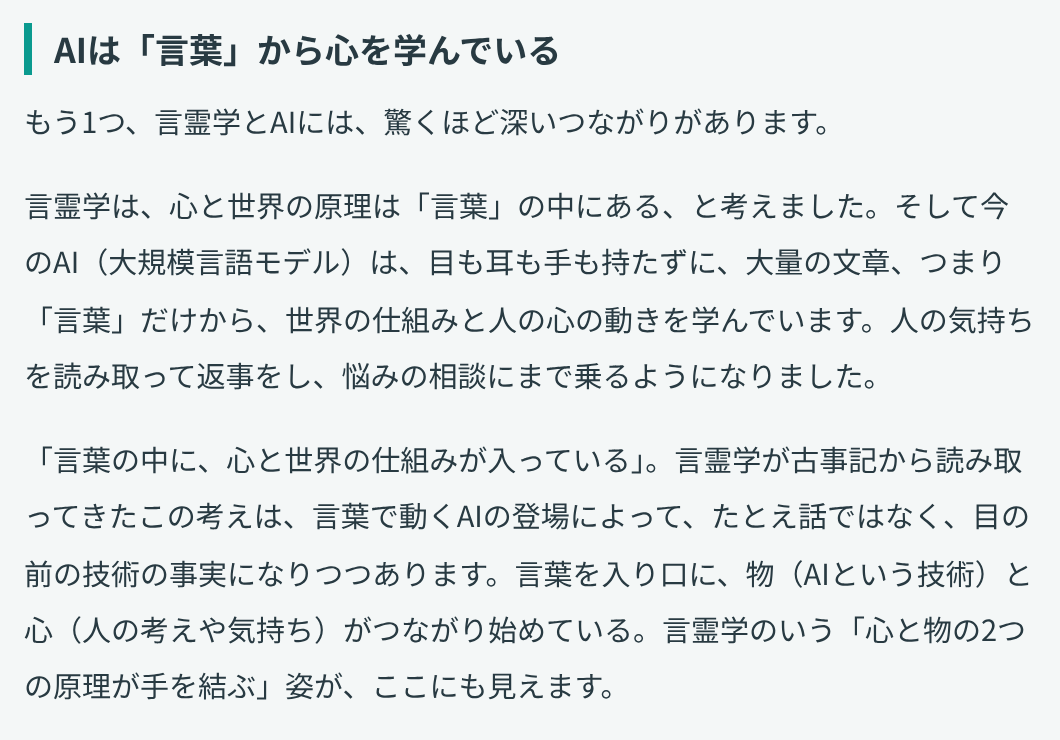 AIは「言葉」から心を学んでいる
もう1つ、言霊学とAIには、驚くほど深いつながりがあります。
言霊学は、心と世界の原理は「言葉」の中にある、と考えました。そして今
のAI（大規模言語モデル）は、目も耳も手も持たずに、大量の文章、つまり
「言葉」だけから、世界の仕組みと人の心の動きを学んでいます。人の気持ち
を読み取って返事をし、悩みの相談にまで乗るようになりました。
「言葉の中に、心と世界の仕組みが入っている」。言霊学が古事記から読み取
ってきたこの考えは、言葉で動くAIの登場によって、たとえ話ではなく、目の
前の技術の事実になりつつあります。言葉を入り口に、物（AIという技術）と
心（人の考えや気持ち）がつながり始めている。言霊学のいう「心と物の2つ
の原理が手を結ぶ」姿が、ここにも見えます。